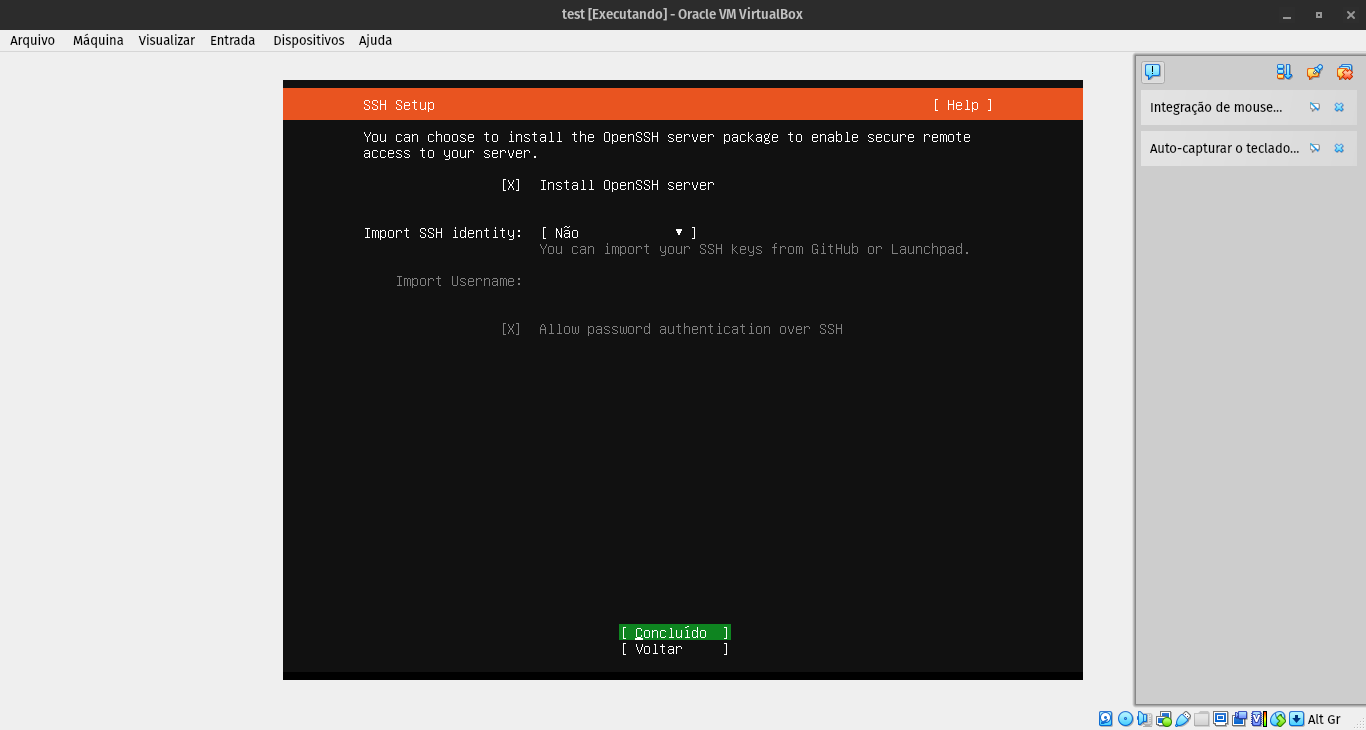 test [Executando] - Oracle VM VirtualBox
Arquivo Máquina Visualizar Entrada Dispositivos Ajuda
SSH Setup [ Help ]
You can choose to install the OpenSSH server package to enable secure remote
access to your server.
[X] Install OpenSSH server
Import SSH identity: [ Não ▾ ]
You can import your SSH keys from GitHub or Launchpad.
Import Username:
[X] Allow password authentication over SSH
[ Concluído ]
[ Voltar ]
Integração de mouse...
Auto-capturar o teclado...
Alt Gr